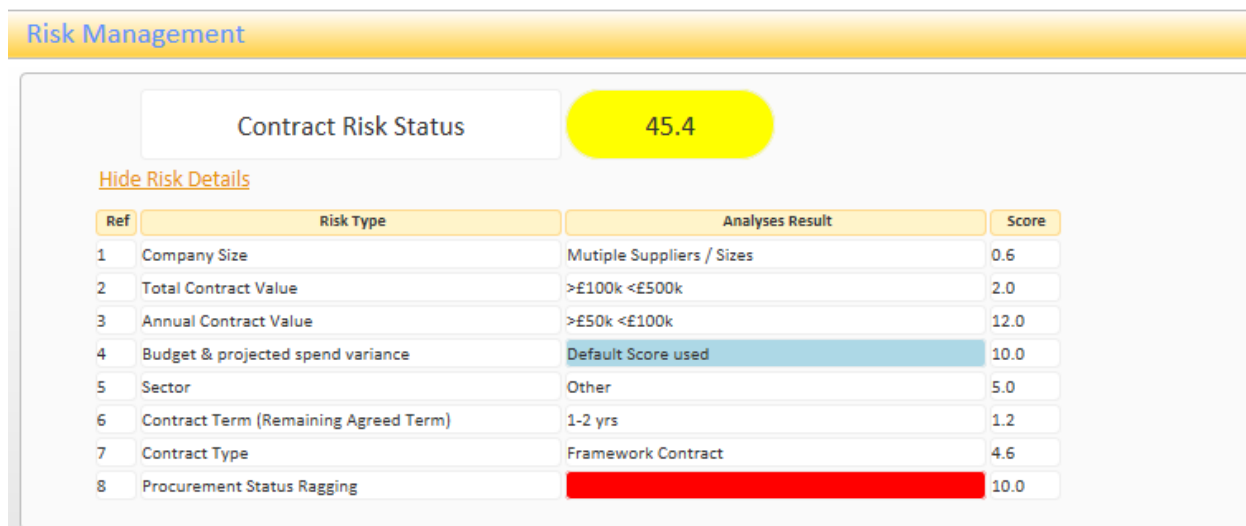 Risk Management
Contract Risk Status 45.4
Hide Risk Details
Ref Risk Type Analyses Result Score
1 Company Size Mutiple Suppliers / Sizes 0.6
2 Total Contract Value >£100k <£500k 2.0
3 Annual Contract Value >£50k <£100k 12.0
4 Budget & projected spend variance Default Score used 10.0
5 Sector Other 5.0
6 Contract Term (Remaining Agreed Term) 1-2 yrs 1.2
7 Contract Type Framework Contract 4.6
8 Procurement Status Ragging 10.0